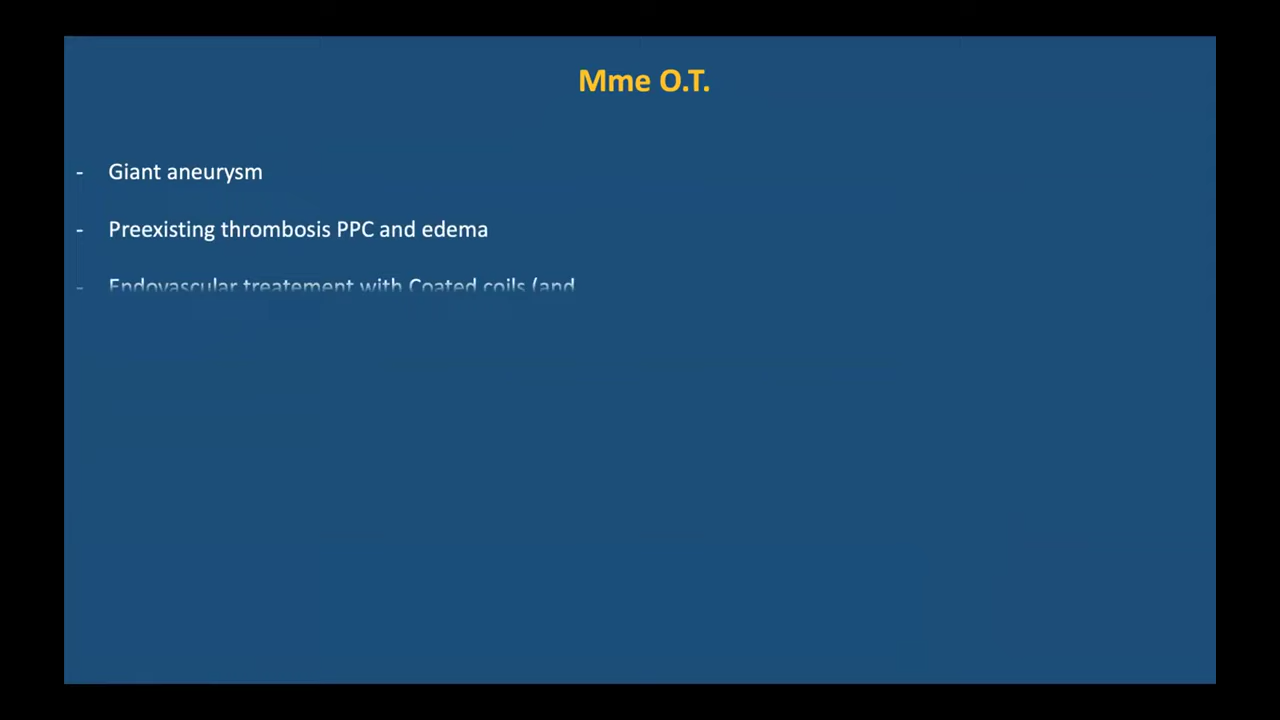 Mme O.T.
- Giant aneurysm
- Preexisting thrombosis PPC and edema
- Endovascular treatement with Coated coils (and